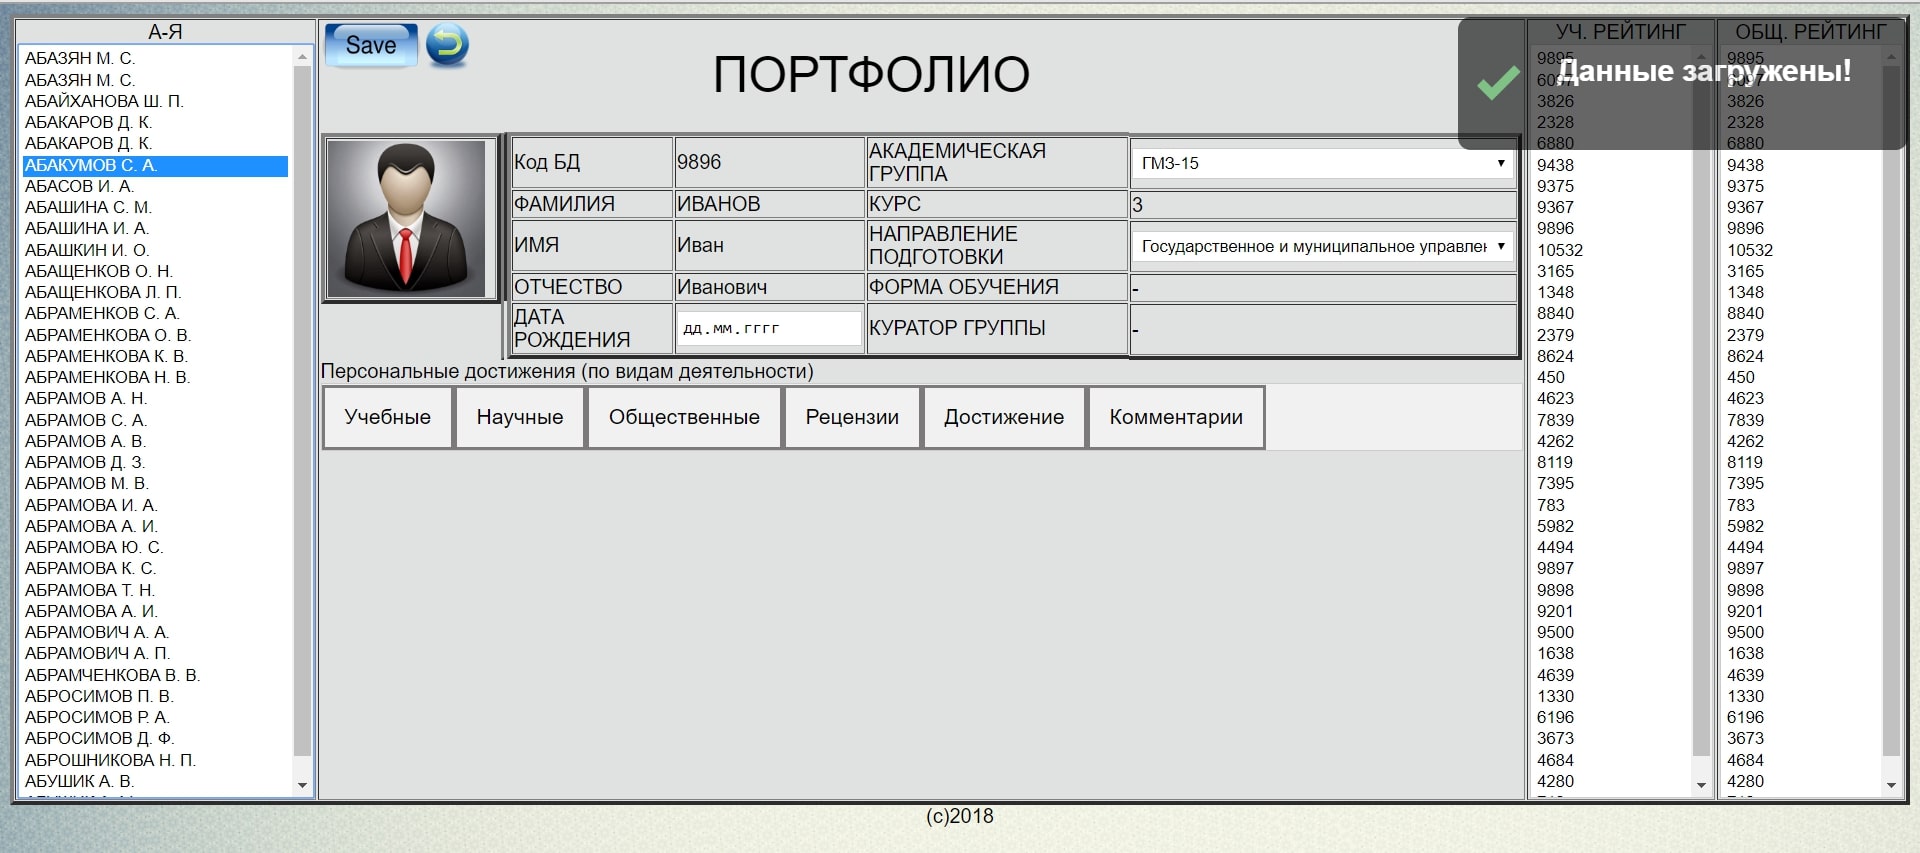 А-Я
АБАЗЯН М. С.
АБАЗЯН М. С.
АБАЙХАНОВА Ш. П.
АБАКАРОВ Д. К.
АБАКАРОВ Д. К.
АБАКУМОВ С. А.
АБАСОВ И. А.
АБАШИНА С. М.
АБАШИНА И. А.
АБАШКИН И. О.
АБАЩЕНКОВ О. Н.
АБАЩЕНКОВА Л. П.
АБРАМЕНКОВ С. А.
АБРАМЕНКОВА О. В.
АБРАМЕНКОВА К. В.
АБРАМЕНКОВА Н. В.
АБРАМОВ А. Н.
АБРАМОВ С. А.
АБРАМОВ А. В.
АБРАМОВ Д. З.
АБРАМОВ М. В.
АБРАМОВА И. А.
АБРАМОВА А. И.
АБРАМОВА Ю. С.
АБРАМОВА К. С.
АБРАМОВА Т. Н.
АБРАМОВА А. И.
АБРАМОВИЧ А. А.
АБРАМОВИЧ А. П.
АБРАМЧЕНКОВА В. В.
АБРОСИМОВ П. В.
АБРОСИМОВ Р. А.
АБРОСИМОВ Д. Ф.
АБРОШНИКОВА Н. П.
АБУШИК А. В.
Save
ПОРТФОЛИО
Код БД 9896 АКАДЕМИЧЕСКАЯ ГРУППА ГМЗ-15
ФАМИЛИЯ ИВАНОВ КУРС 3
ИМЯ Иван НАПРАВЛЕНИЕ ПОДГОТОВКИ Государственное и муниципальное управлен
ОТЧЕСТВО Иванович ФОРМА ОБУЧЕНИЯ -
ДАТА РОЖДЕНИЯ дд.мм.гггг КУРАТОР ГРУППЫ -
Персональные достижения (по видам деятельности)
Учебные Научные Общественные Рецензии Достижение Комментарии
Данные загружены!
УЧ. РЕЙТИНГ
9895
6097
3826
2328
6880
9438
9375
9367
9896
10532
3165
1348
8840
2379
8624
450
4623
7839
4262
8119
7395
783
5982
4494
9897
9898
9201
9500
1638
4639
1330
6196
3673
4684
4280
ОБЩ. РЕЙТИНГ
9895
6097
3826
2328
6880
9438
9375
9367
9896
10532
3165
1348
8840
2379
8624
450
4623
7839
4262
8119
7395
783
5982
4494
9897
9898
9201
9500
1638
4639
1330
6196
3673
4684
4280
(c)2018